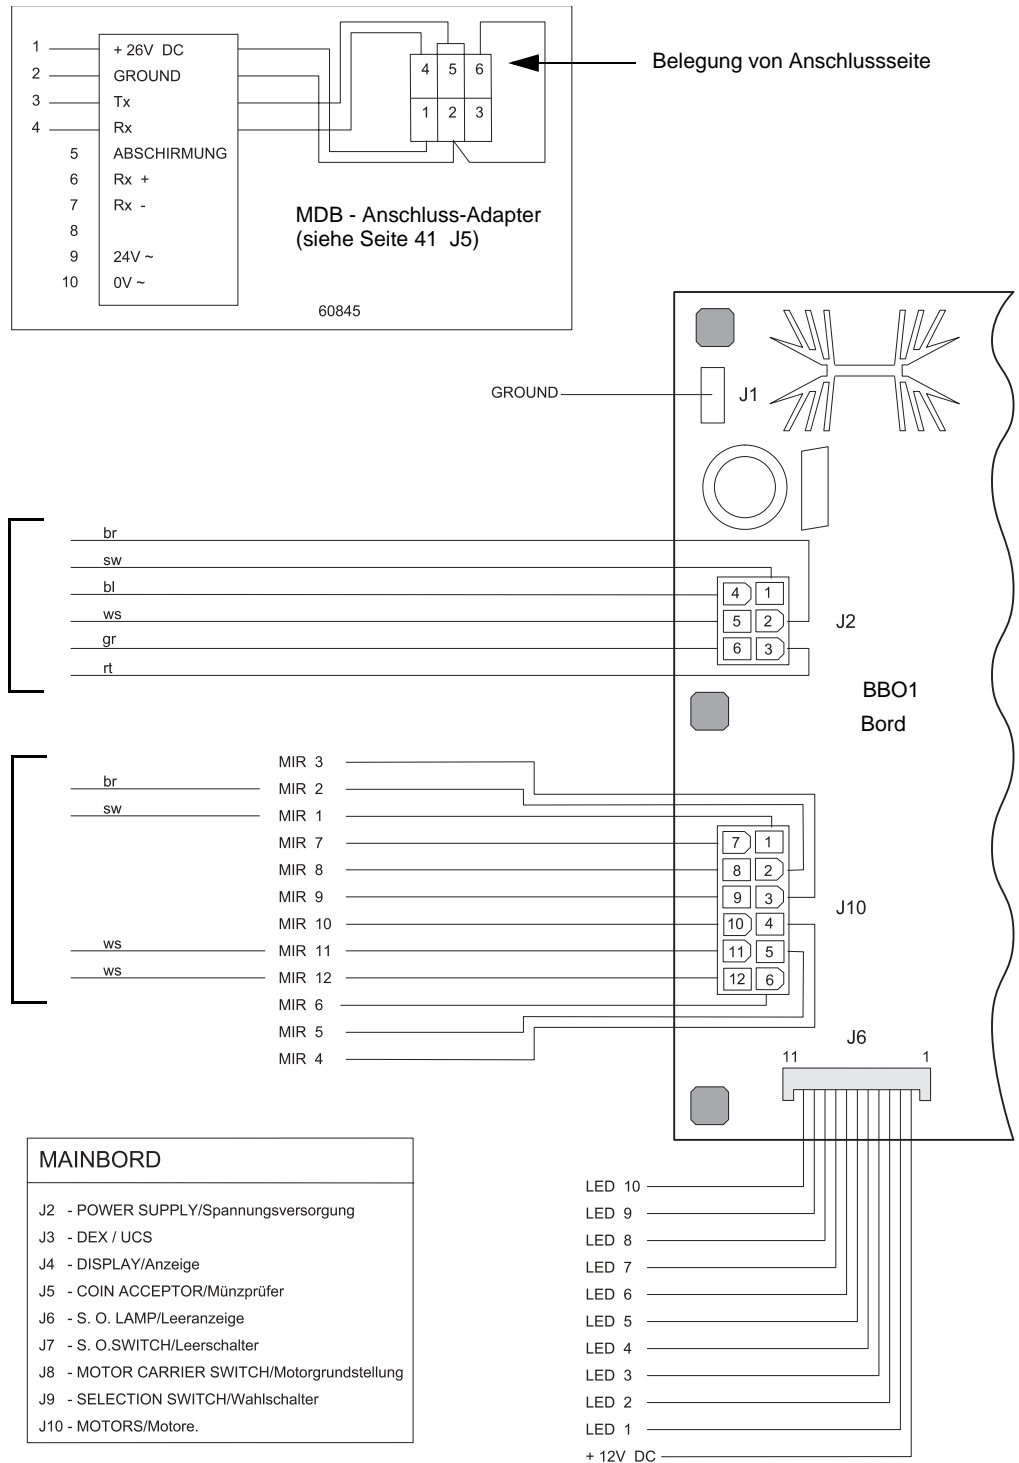 1 + 26V DC
2 GROUND
3 Tx
4 Rx
5 ABSCHIRMUNG
6 Rx +
7 Rx -
8
9 24V ~
10 0V ~
4 5 6
1 2 3
Belegung von Anschlussseite
MDB - Anschluss-Adapter
(siehe Seite 41 J5)
60845
GROUND
J1
br
sw
bl
ws
gr
rt
4 1
5 2
6 3
J2
BBO1
Bord
MIR 3
br MIR 2
sw MIR 1
MIR 7
MIR 8
MIR 9
MIR 10
ws MIR 11
ws MIR 12
MIR 6
MIR 5
MIR 4
7 1
8 2
9 3
10 4
11 5
12 6
J10
J6
11 1
MAINBORD
J2 - POWER SUPPLY/Spannungsversorgung
J3 - DEX / UCS
J4 - DISPLAY/Anzeige
J5 - COIN ACCEPTOR/Münzprüfer
J6 - S. O. LAMP/Leeranzeige
J7 - S. O.SWITCH/Leerschalter
J8 - MOTOR CARRIER SWITCH/Motorgrundstellung
J9 - SELECTION SWITCH/Wahlschalter
J10 - MOTORS/Motore.
LED 10
LED 9
LED 8
LED 7
LED 6
LED 5
LED 4
LED 3
LED 2
LED 1
+ 12V DC